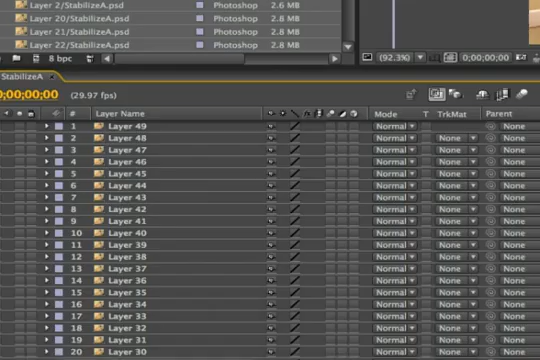 Layer 2/StabilizeA.psd Photoshop 2.6 MB
Layer 20/StabilizeA.psd Photoshop 2.8 MB
Layer 21/StabilizeA.psd Photoshop 2.8 MB
Layer 22/StabilizeA.psd Photoshop 2.8 MB
8 bpc (92.3%) 0;00;00;00
StabilizeA
0;00;00;00 (29.97 fps)
# Layer Name fx Mode T TrkMat Parent
1 Layer 49 Normal None
2 Layer 48 Normal None None
3 Layer 47 Normal None None
4 Layer 46 Normal None None
5 Layer 45 Normal None None
6 Layer 44 Normal None None
7 Layer 43 Normal None None
8 Layer 42 Normal None None
9 Layer 41 Normal None None
10 Layer 40 Normal None None
11 Layer 39 Normal None None
12 Layer 38 Normal None None
13 Layer 37 Normal None None
14 Layer 36 Normal None None
15 Layer 35 Normal None None
16 Layer 34 Normal None None
17 Layer 33 Normal None None
18 Layer 32 Normal None None
19 Layer 31 Normal None None
20 Layer 30 Normal None None